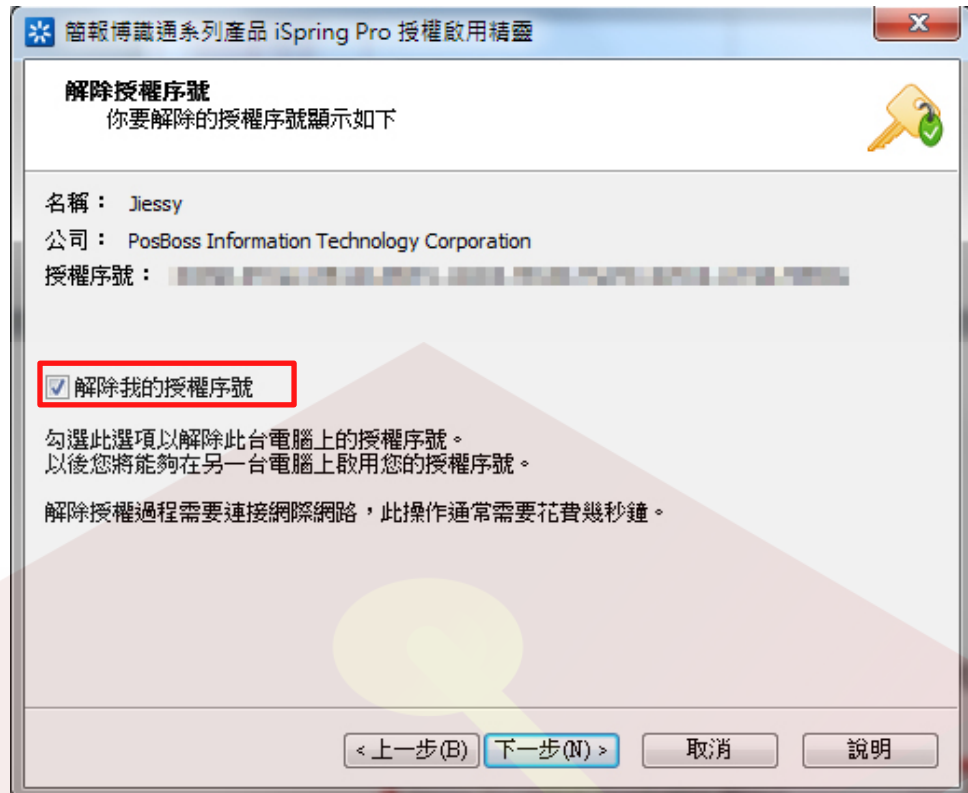 簡報博識通系列產品 iSpring Pro 授權啟用精靈
解除授權序號
你要解除的授權序號顯示如下
名稱： Jiessy
公司： PosBoss Information Technology Corporation
授權序號：
解除我的授權序號
勾選此選項以解除此台電腦上的授權序號。
以後您將能夠在另一台電腦上啟用您的授權序號。
解除授權過程需要連接網際網路，此操作通常需要花費幾秒鐘。
<上一步(B) 下一步(N)> 取消 說明